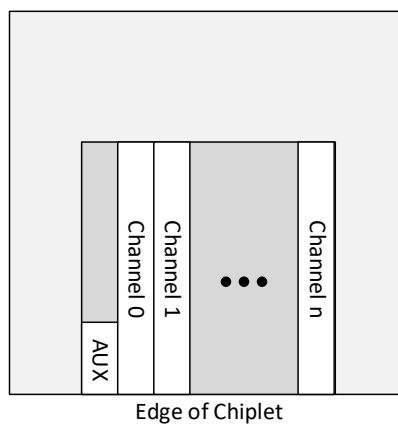 AUX
Channel 0
Channel 1
•••
Channel n
Edge of Chiplet